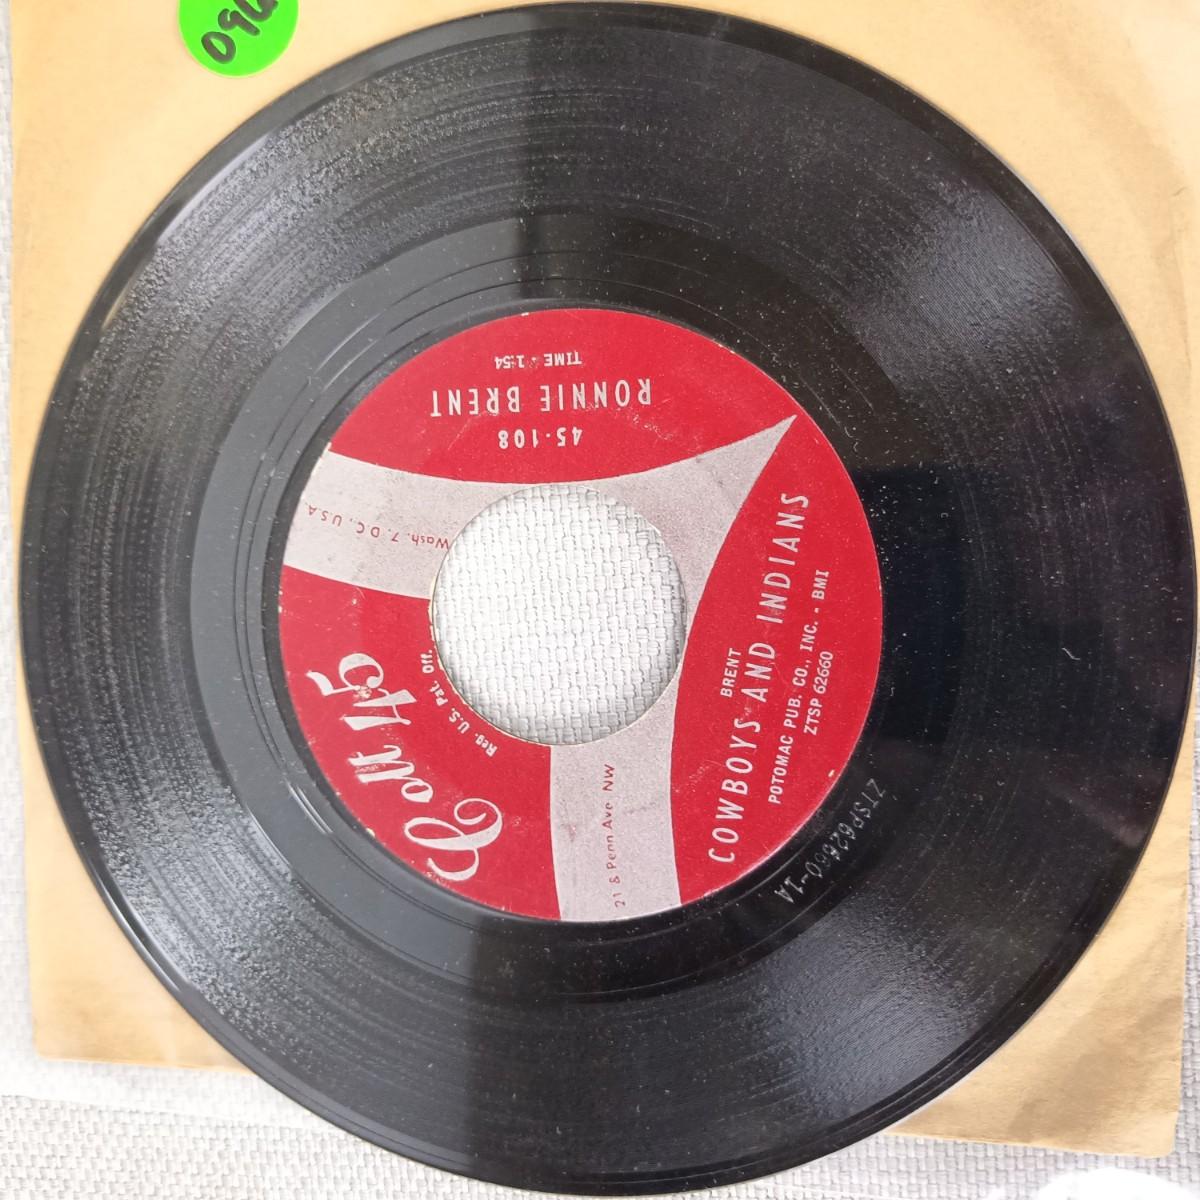 Colt 45
Reg. U.S. Pat. Off.
21 & Penn Ave. NW
Wash. 7, D.C. U.S.A.
COWBOYS AND INDIANS
BRENT
POTOMAC PUB. CO., INC. - BMI
ZTSP 62660
45-108
RONNIE BRENT
TIME - 1:54
ZTSP62660-1A